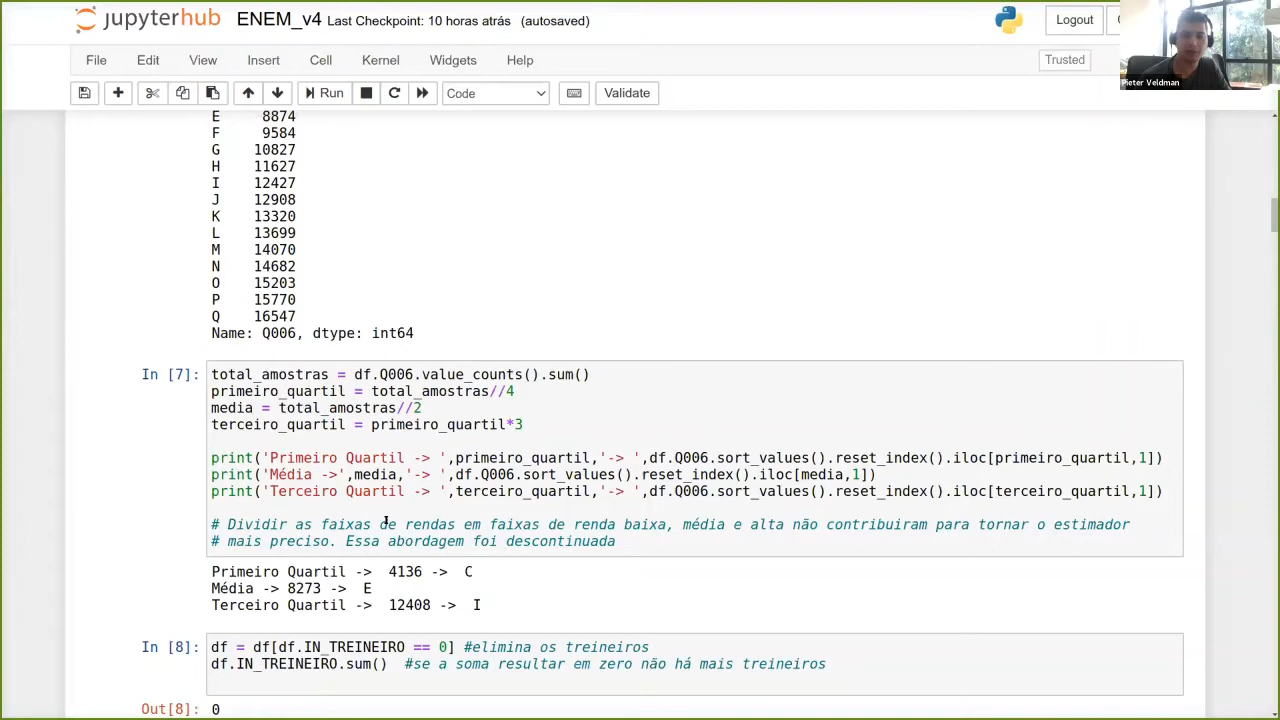 jupyterhub ENEM_v4 Last Checkpoint: 10 horas atrás (autosaved) Logout
File Edit View Insert Cell Kernel Widgets Help Trusted
Pieter Veldman
Run Code Validate
E 8874
F 9584
G 10827
H 11627
I 12427
J 12908
K 13320
L 13699
M 14070
N 14682
O 15203
P 15770
Q 16547
Name: Q006, dtype: int64
In [7]: total_amostras = df.Q006.value_counts().sum()
primeiro_quartil = total_amostras//4
media = total_amostras//2
terceiro_quartil = primeiro_quartil*3
print('Primeiro Quartil -> ',primeiro_quartil,'-> ',df.Q006.sort_values().reset_index().iloc[primeiro_quartil,1])
print('Média ->',media,'-> ',df.Q006.sort_values().reset_index().iloc[media,1])
print('Terceiro Quartil -> ',terceiro_quartil,'-> ',df.Q006.sort_values().reset_index().iloc[terceiro_quartil,1])
# Dividir as faixas de rendas em faixas de renda baixa, média e alta não contribuiram para tornar o estimador
# mais preciso. Essa abordagem foi descontinuada
Primeiro Quartil -> 4136 -> C
Média -> 8273 -> E
Terceiro Quartil -> 12408 -> I
In [8]: df = df[df.IN_TREINEIRO == 0] #elimina os treineiros
df.IN_TREINEIRO.sum() #se a soma resultar em zero não há mais treineiros
Out[8]: 0